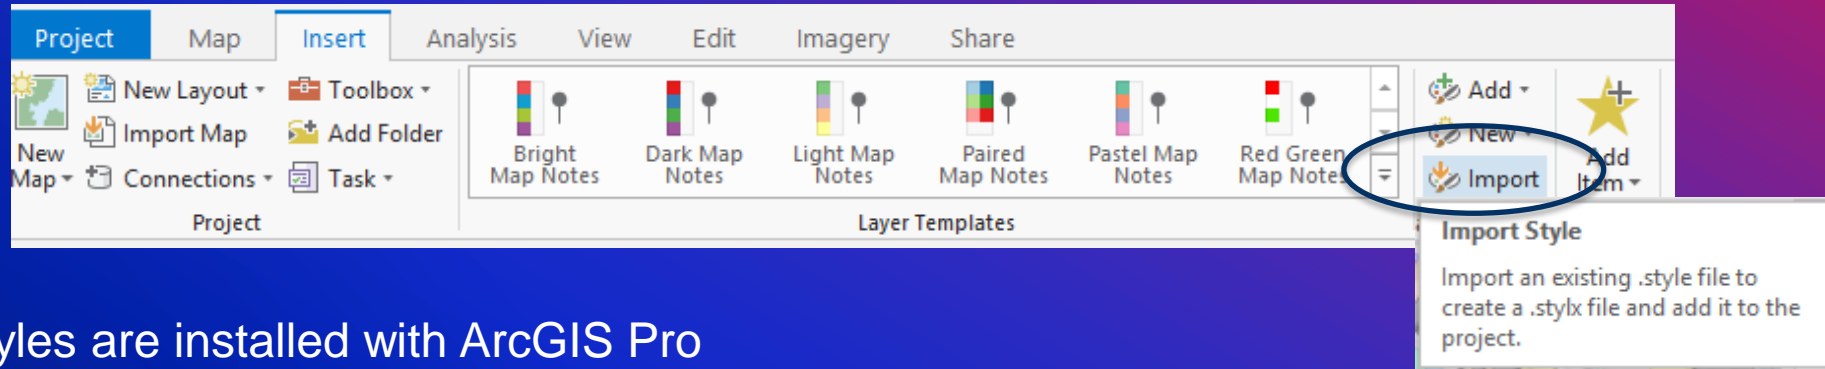 Project Map Insert Analysis View Edit Imagery Share
New Layout Toolbox Add
Import Map Add Folder New
New Map
Connections Task Import
Bright Map Notes
Dark Map Notes
Light Map Notes
Paired Map Notes
Pastel Map Notes
Red Green Map Notes
Add Item
Project Layer Templates
Import Style
Import an existing .style file to
create a .stylx file and add it to the
project.
yles are installed with ArcGIS Pro